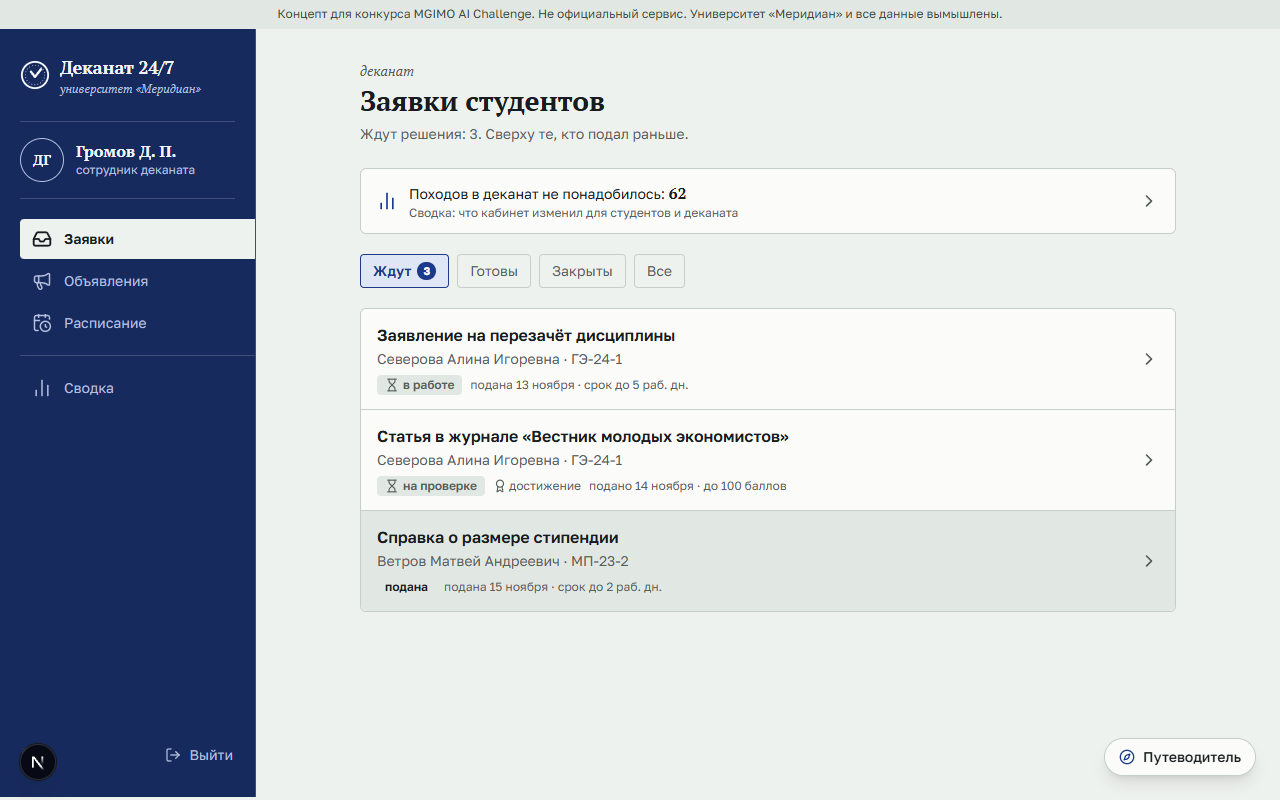 Концепт для конкурса MGIMO AI Challenge. Не официальный сервис. Университет «Меридиан» и все данные вымышлены.
Деканат 24/7
университет «Меридиан»
ДГ
Громов Д. П.
сотрудник деканата
Заявки
Объявления
Расписание
Сводка
N
Выйти
деканат
Заявки студентов
Ждут решения: 3. Сверху те, кто подал раньше.
Походов в деканат не понадобилось: 62
Сводка: что кабинет изменил для студентов и деканата
Ждут 3
Готовы
Закрыты
Все
Заявление на перезачёт дисциплины
Северова Алина Игоревна · ГЭ-24-1
в работе подана 13 ноября · срок до 5 раб. дн.
Статья в журнале «Вестник молодых экономистов»
Северова Алина Игоревна · ГЭ-24-1
на проверке достижение подано 14 ноября · до 100 баллов
Справка о размере стипендии
Ветров Матвей Андреевич · МП-23-2
подана подана 15 ноября · срок до 2 раб. дн.
Путеводитель